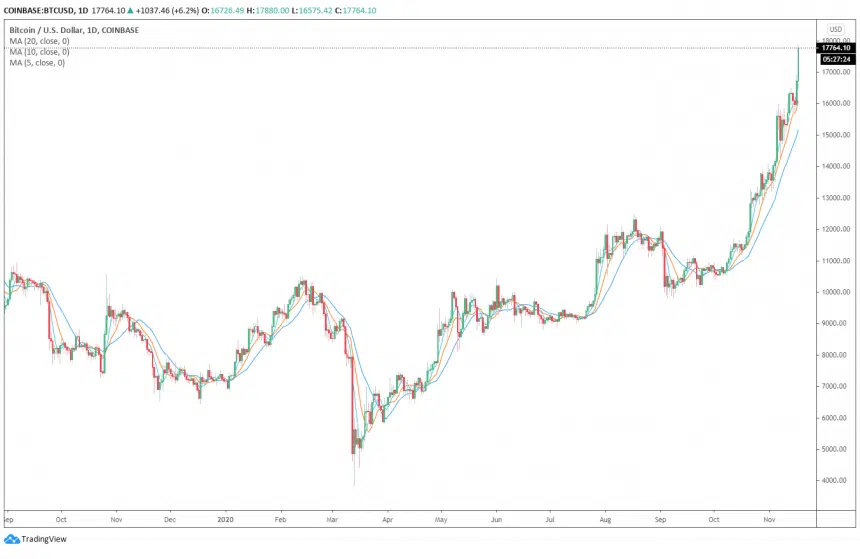 COINBASE:BTCUSD, 1D 17764.10 ▲ +1037.46 (+6.2%) O:16726.49 H:17880.00 L:16575.42 C:17764.10
Bitcoin / U.S. Dollar, 1D, COINBASE
MA (20, close, 0)
MA (10, close, 0)
MA (5, close, 0)
USD
18000.00
17764.10
05:27:24
17000.00
16000.00
15000.00
14000.00
13000.00
12000.00
11000.00
10000.00
9000.00
8000.00
7000.00
6000.00
5000.00
4000.00
Sep Oct Nov Dec 2020 Feb Mar Apr May Jun Jul Aug Sep Oct Nov
TradingView